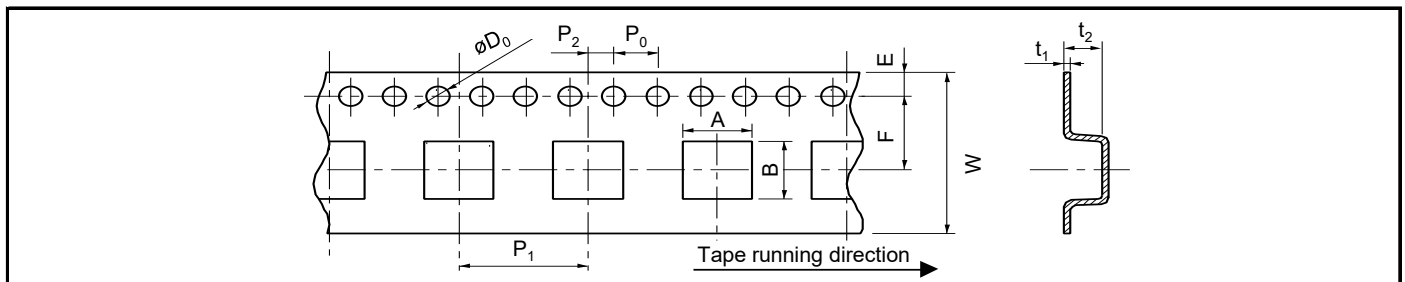 øD₀
P₂
P₀
t₂
t₁
E
A
F
B
W
P₁
Tape running direction